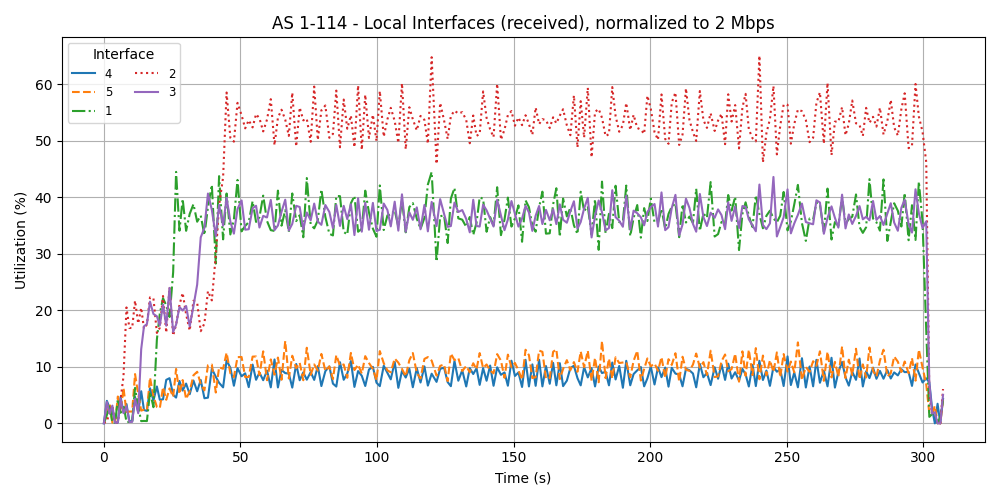 AS 1-114 - Local Interfaces (received), normalized to 2 Mbps
Interface
4 2
5 3
1
Utilization (%)
60
50
40
30
20
10
0
0 50 100 150 200 250 300
Time (s)